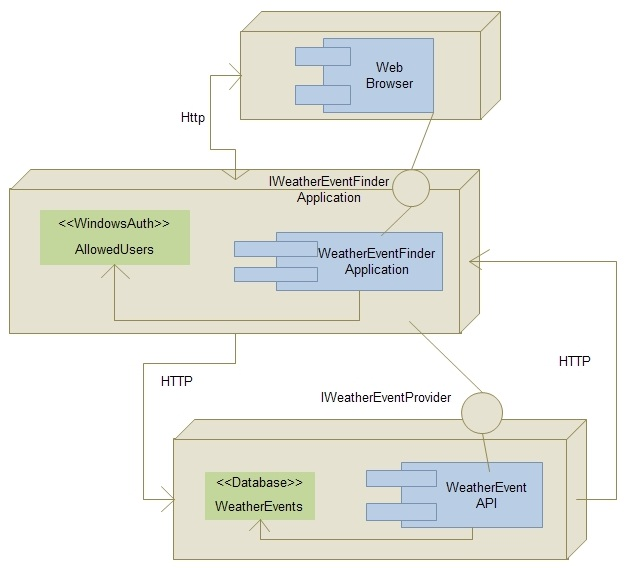 Web
Browser
Http
IWeatherEventFinder
Application
<<WindowsAuth>>
AllowedUsers
WeatherEventFinder
Application
HTTP
HTTP
IWeatherEventProvider
<<Database>>
WeatherEvents
WeatherEvent
API